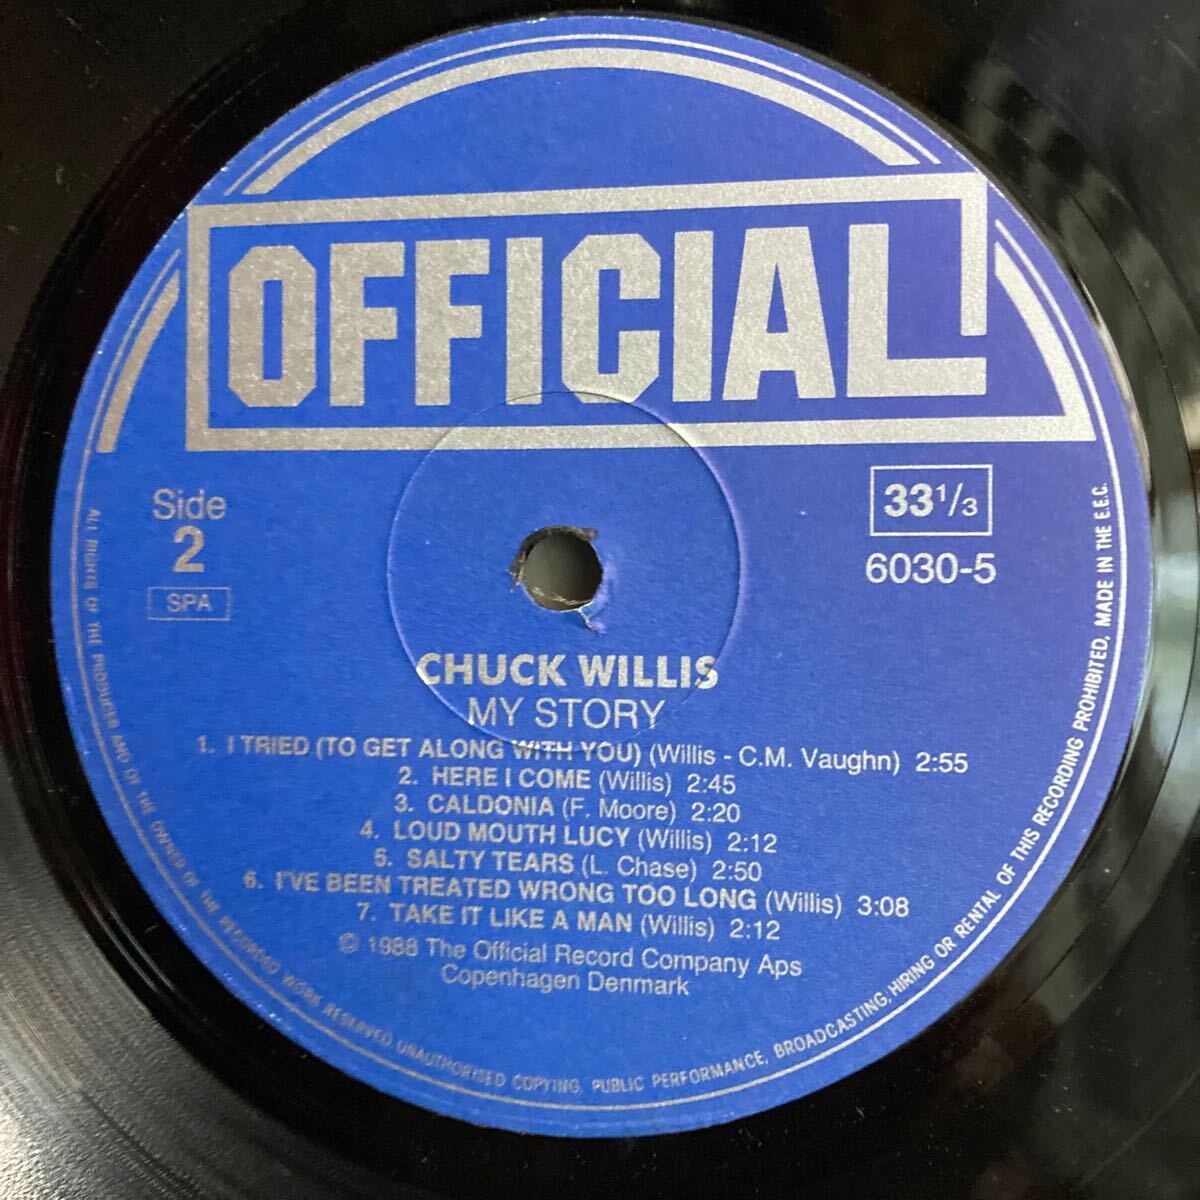 OFFICIAL
Side
2
SPA
33 1/3
6030-5
CHUCK WILLIS
MY STORY
1. I TRIED (TO GET ALONG WITH YOU) (Willis - C.M. Vaughn) 2:55
2. HERE I COME (Willis) 2:45
3. CALDONIA (F. Moore) 2:20
4. LOUD MOUTH LUCY (Willis) 2:12
5. SALTY TEARS (L. Chase) 2:50
6. I'VE BEEN TREATED WRONG TOO LONG (Willis) 3:08
7. TAKE IT LIKE A MAN (Willis) 2:12
© 1988 The Official Record Company Aps
Copenhagen Denmark
ALL RIGHTS OF THE PRODUCER AND OF THE OWNER OF THE RECORDED WORK RESERVED UNAUTHORISED COPYING, PUBLIC PERFORMANCE, BROADCASTING, HIRING OR RENTAL OF THIS RECORDING PROHIBITED, MADE IN THE E.E.C.